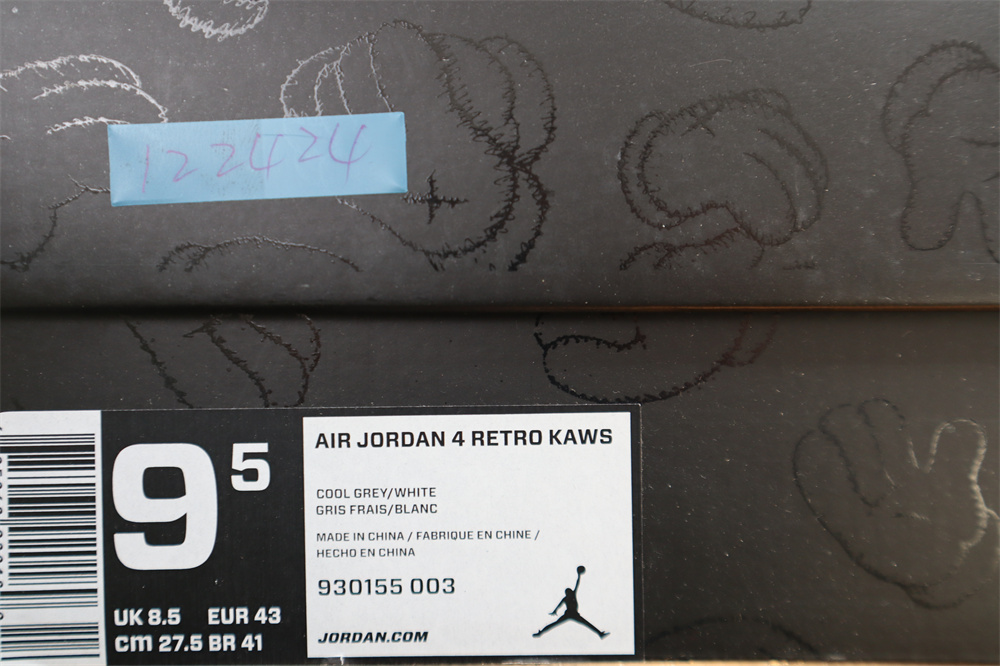 122424
9 5
UK 8.5 EUR 43
cm 27.5 BR 41
AIR JORDAN 4 RETRO KAWS
COOL GREY/WHITE
GRIS FRAIS/BLANC
MADE IN CHINA / FABRIQUE EN CHINE /
HECHO EN CHINA
930155 003
JORDAN.COM